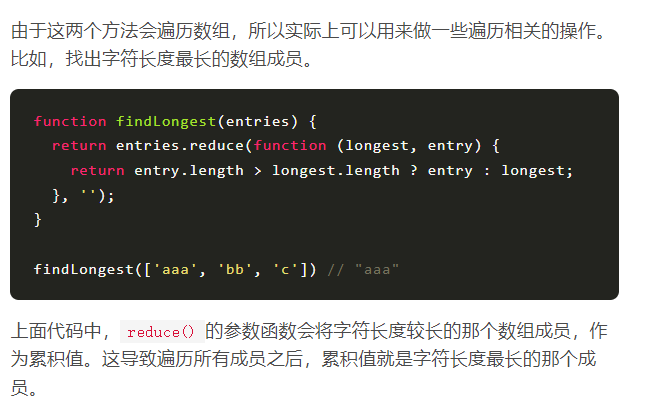 由于这两个方法会遍历数组，所以实际上可以用来做一些遍历相关的操作。
比如，找出字符长度最长的数组成员。
function findLongest(entries) {
  return entries.reduce(function (longest, entry) {
    return entry.length > longest.length ? entry : longest;
  }, '');
}
findLongest(['aaa', 'bb', 'c']) // "aaa"
上面代码中，reduce()的参数函数会将字符长度较长的那个数组成员，作
为累积值。这导致遍历所有成员之后，累积值就是字符长度最长的那个成
员。